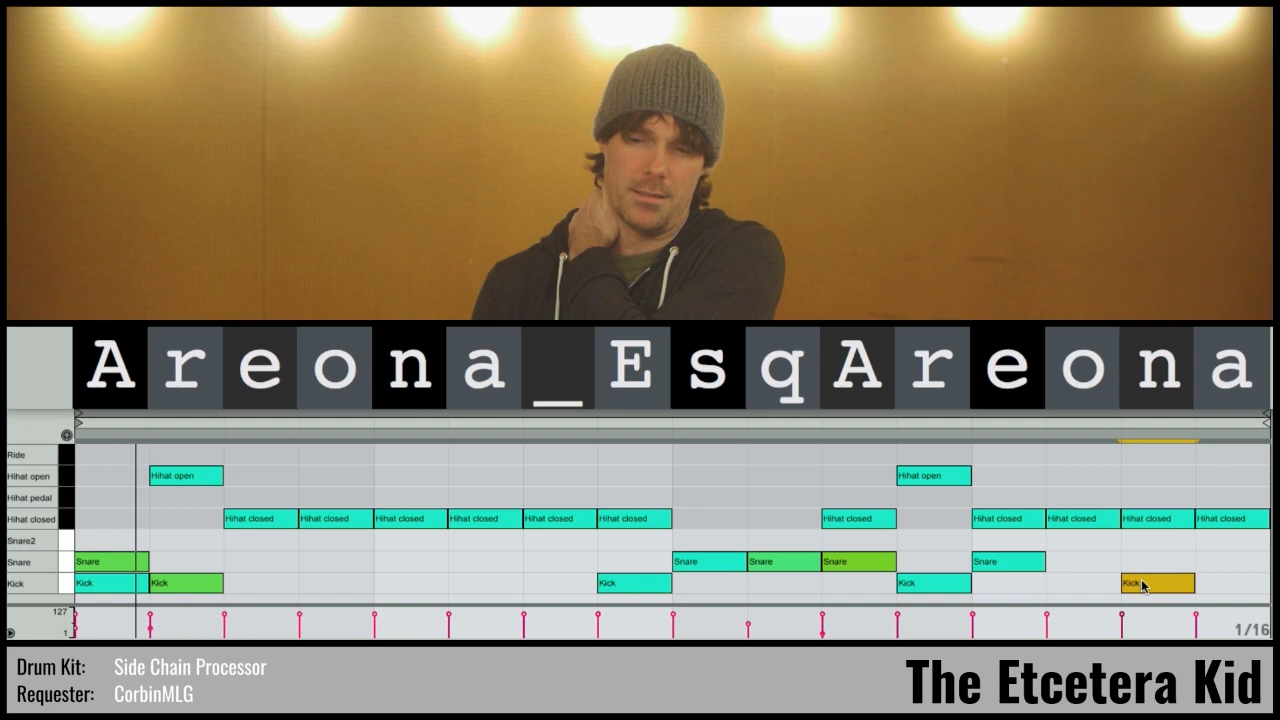 Areona_EsqAreona
Ride
Hihat open Hihat open Hihat open
Hihat pedal
Hihat closed Hihat closed Hihat closed Hihat closed Hihat closed Hihat closed Hihat closed Hihat closed Hihat closed Hihat closed Hihat closed Hihat closed
Snare2
Snare Snare Snare Snare Snare Snare
Kick Kick Kick Kick Kick Kick
127
1 1/16
Drum Kit: Side Chain Processor
Requester: CorbinMLG
The Etcetera Kid